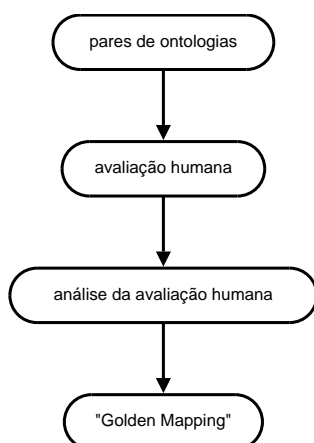 pares de ontologias
avaliação humana
análise da avaliação humana
"Golden Mapping"